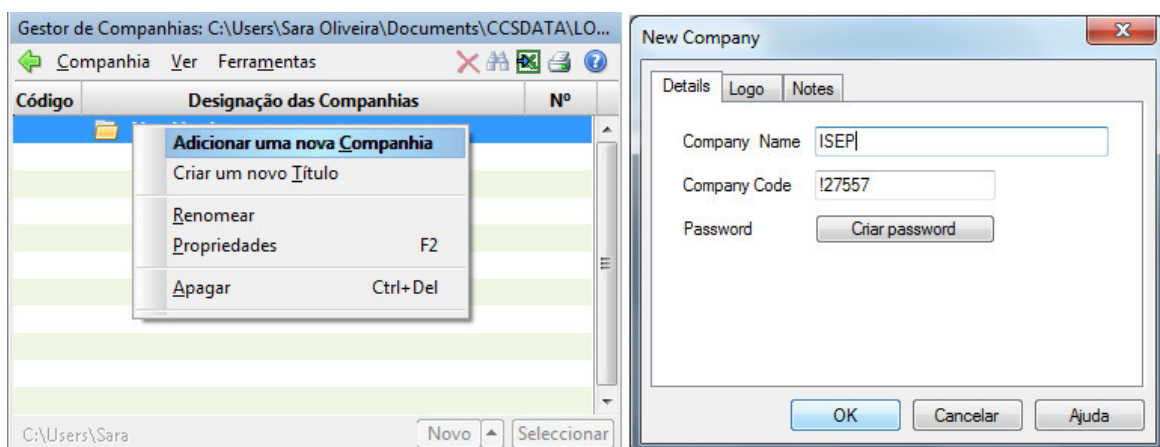 Gestor de Companhias: C:\Users\Sara Oliveira\Documents\CCSDATA\LO...
Companhia Ver Ferramentas
Código Designação das Companhias Nº
Adicionar uma nova Companhia
Criar um novo Título
Renomear
Propriedades F2
Apagar Ctrl+Del
C:\Users\Sara
Novo Seleccionar
New Company
Details Logo Notes
Company Name ISEP
Company Code !27557
Password Criar password
OK Cancelar Ajuda